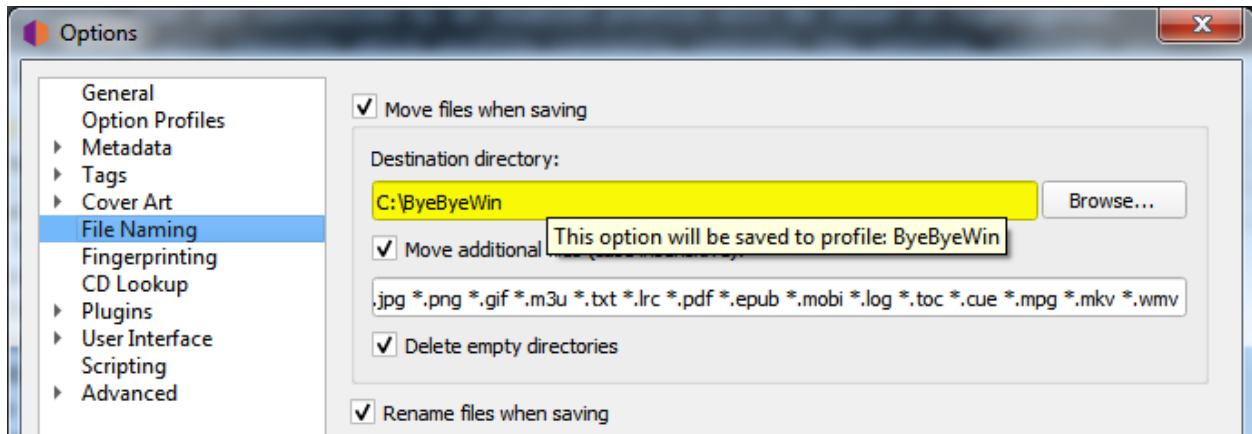 Options
General
Option Profiles
Metadata
Tags
Cover Art
File Naming
Fingerprinting
CD Lookup
Plugins
User Interface
Scripting
Advanced
Move files when saving
Destination directory:
C:\ByeByeWin
Browse...
This option will be saved to profile: ByeByeWin
Move additional
.jpg *.png *.gif *.m3u *.txt *.lrc *.pdf *.epub *.mobi *.log *.toc *.cue *.mpg *.mkv *.wmv
Delete empty directories
Rename files when saving